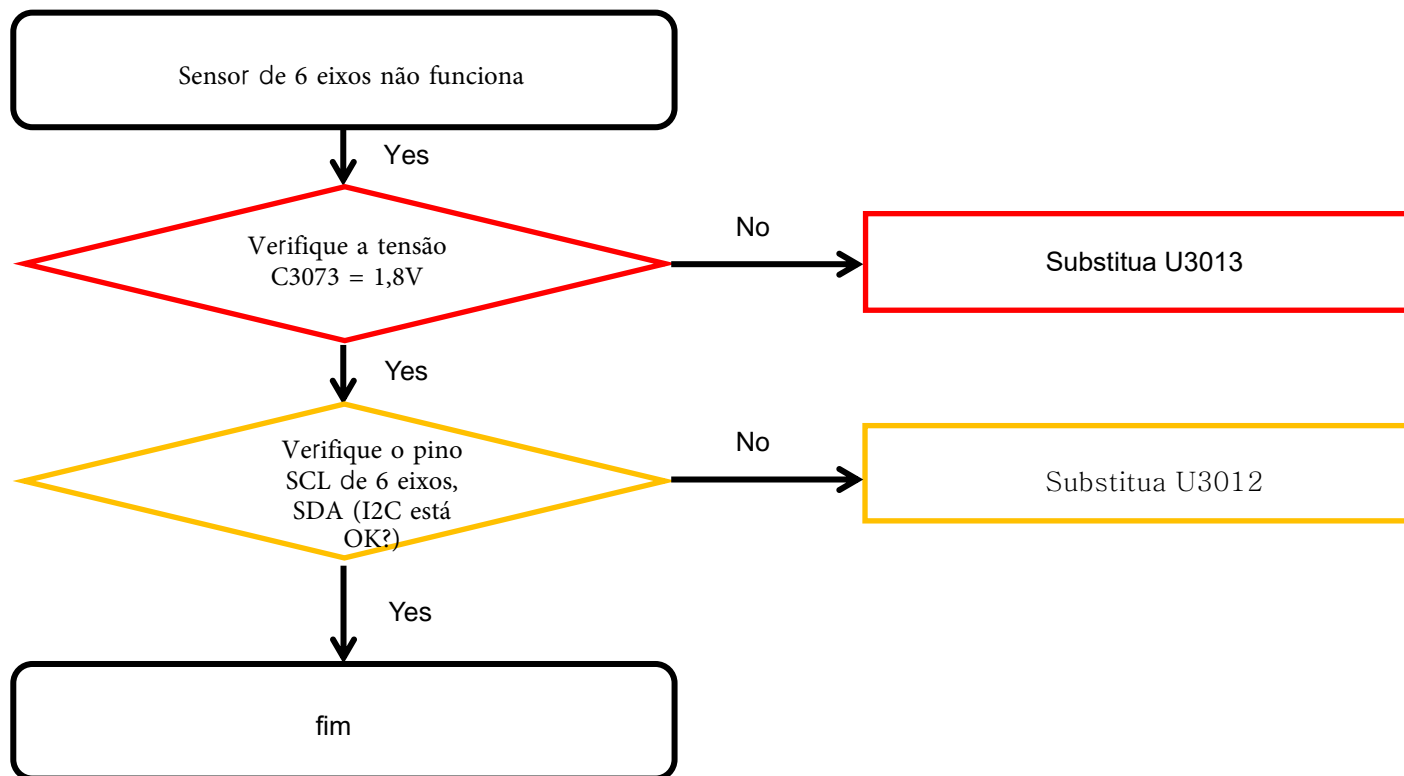 Sensor de 6 eixos não funciona
Yes
Verifique a tensão
C3073 = 1,8V
No
Substitua U3013
Yes
Verifique o pino
SCL de 6 eixos,
SDA (I2C está
OK?)
No
Substitua U3012
Yes
fim